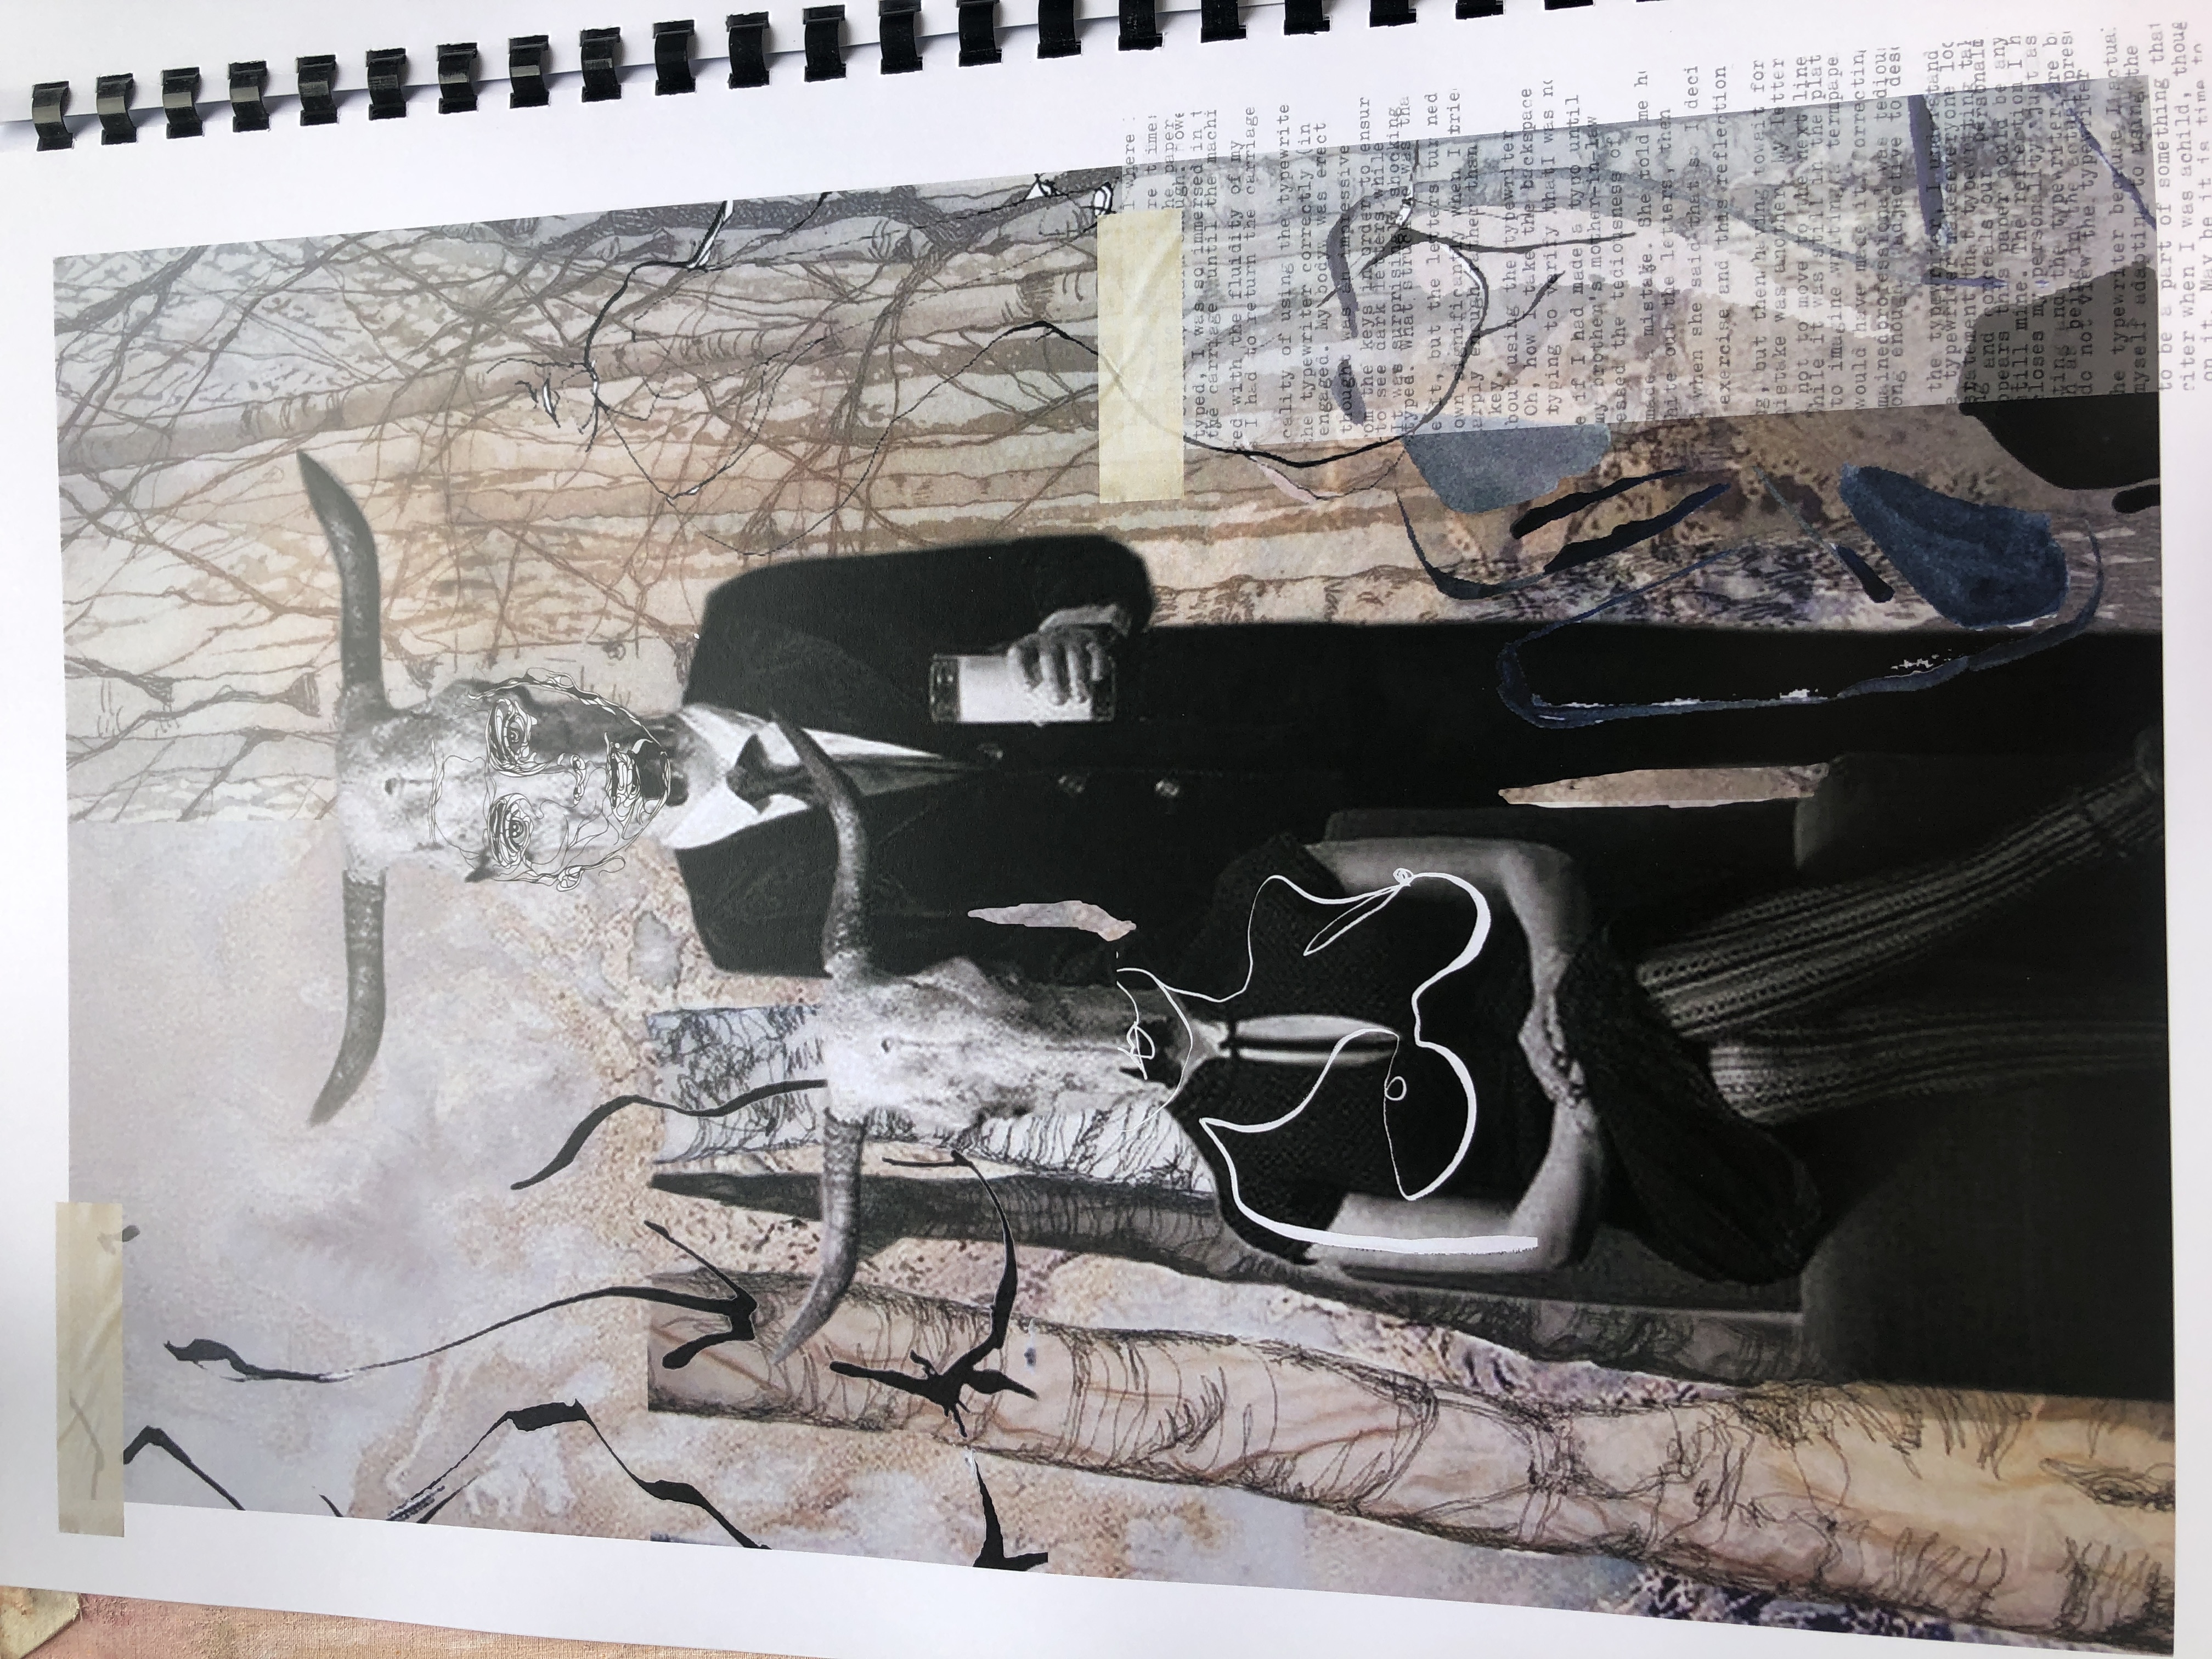 l where
re time
he paper
ugh. Powe
typed, I was so immersed in t
the carriage until the machi
ed with the fluidity of my
I had to return the carriage
cality of using the typewrite
the typewriter correctly (in
engaged. My bodyw was erect
thought was an impressive
om the keys in order to ensur
to see dark letters while
It was surprisingly shocking
typed. What struck me was tha
e it, but the letters tur ned
own significantly when I trie
arply enough rather than
key.
bout using the typewriter
Oh, how I take the backspace
typing to verify thatI was no
e if I had made a typo until
my brother's mother-in-law
essed the tediousness of
made a mistake. She told me h
hite out the letters, then
when she said that so I deci
exercise and this reflection
g, but then having towait for
istake was another. My letter
not to move to the next line
hile it was still in the plat
to imagine writing a termpape
would have made it. orrectin
mainedprofessional was tediou
ong enough adjective to des
the typewriter, I understand
e typewriter makeseveryone loo
statement that typewriting tak
g and conceals our personali
ppears this paper could be any
still mine. The reflection I h
loses my personality just as
ting and the typewriter are b
n as being in the actual pres
do not view the typewriter
he typewriter because I actua
myself adapting to using the
to be a part of something that
riter when I was achild, thoug
on it. May be it is time to